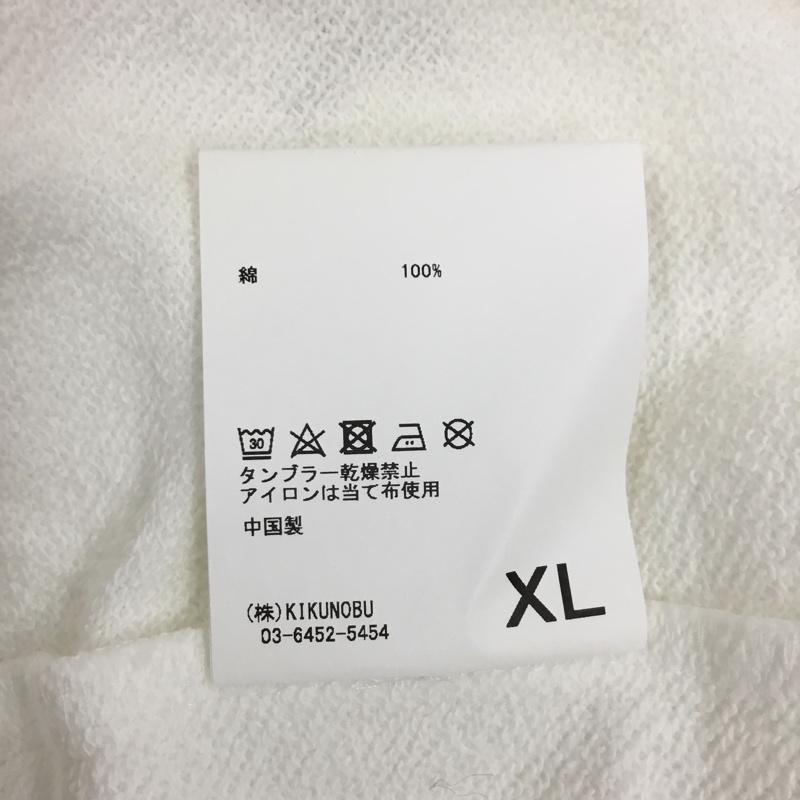 綿 100%
30
タンブラー乾燥禁止
アイロンは当て布使用
中国製
XL
(株)KIKUNOBU
03-6452-5454